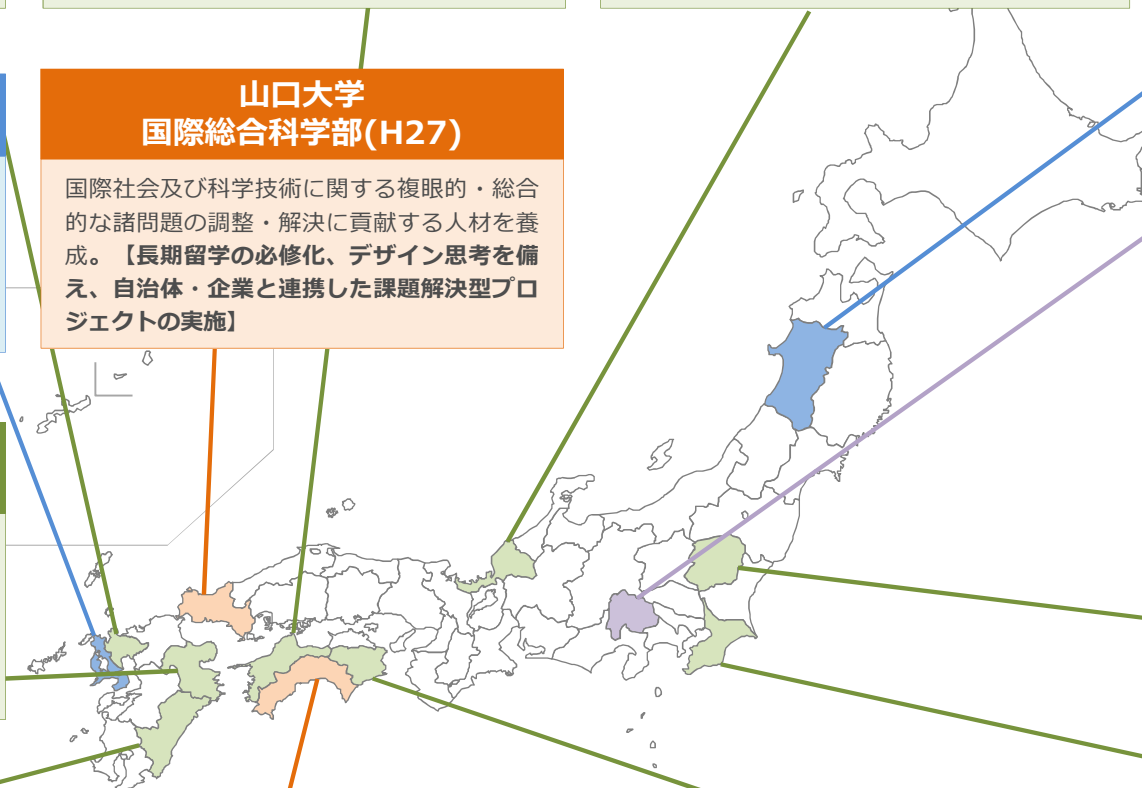 山口大学
国際総合科学部(H27)
国際社会及び科学技術に関する複眼的・総合
的な諸問題の調整・解決に貢献する人材を養
成。【長期留学の必修化、デザイン思考を備
え、自治体・企業と連携した課題解決型プロ
ジェクトの実施】